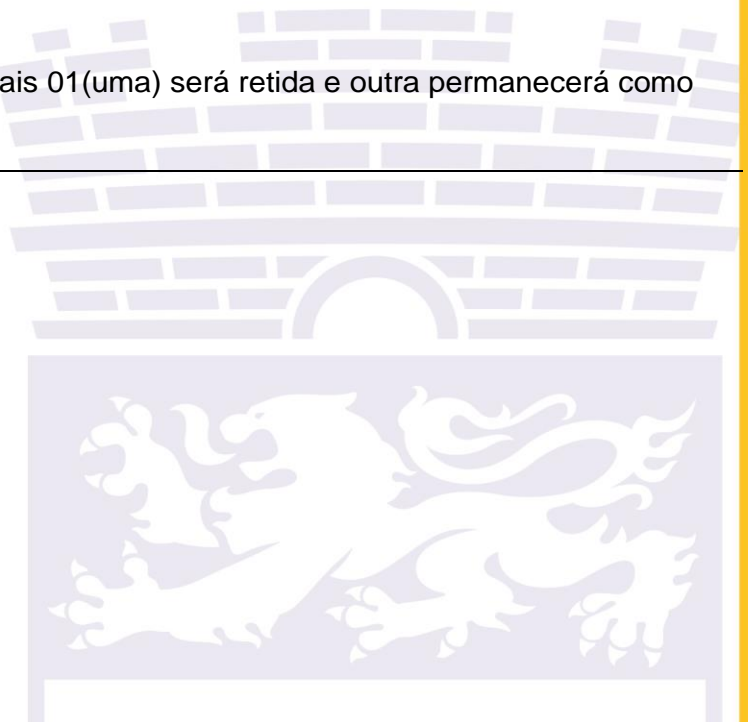 ais 01(uma) será retida e outra permanecerá como